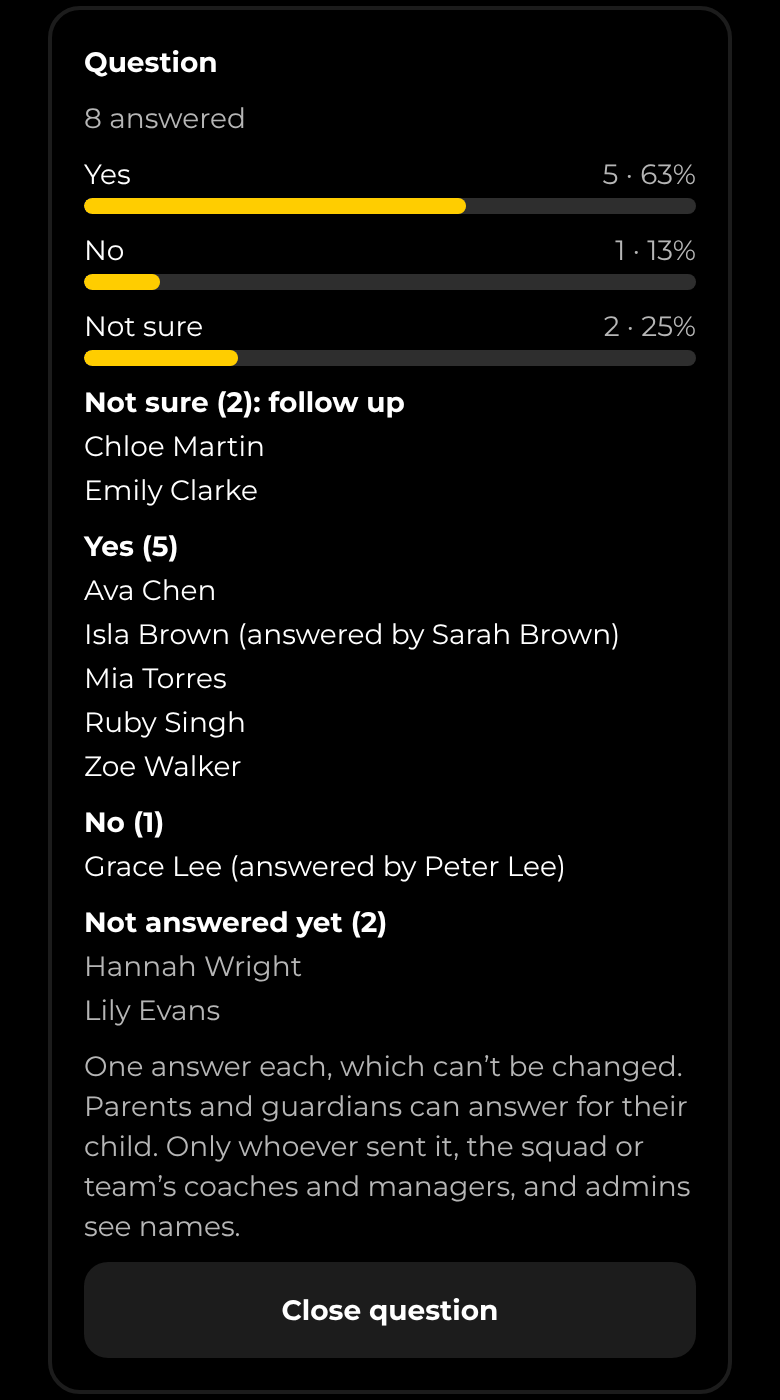 Question
8 answered
Yes 5 · 63%
No 1 · 13%
Not sure 2 · 25%
Not sure (2): follow up
Chloe Martin
Emily Clarke
Yes (5)
Ava Chen
Isla Brown (answered by Sarah Brown)
Mia Torres
Ruby Singh
Zoe Walker
No (1)
Grace Lee (answered by Peter Lee)
Not answered yet (2)
Hannah Wright
Lily Evans
One answer each, which can’t be changed.
Parents and guardians can answer for their
child. Only whoever sent it, the squad or
team’s coaches and managers, and admins
see names.
Close question